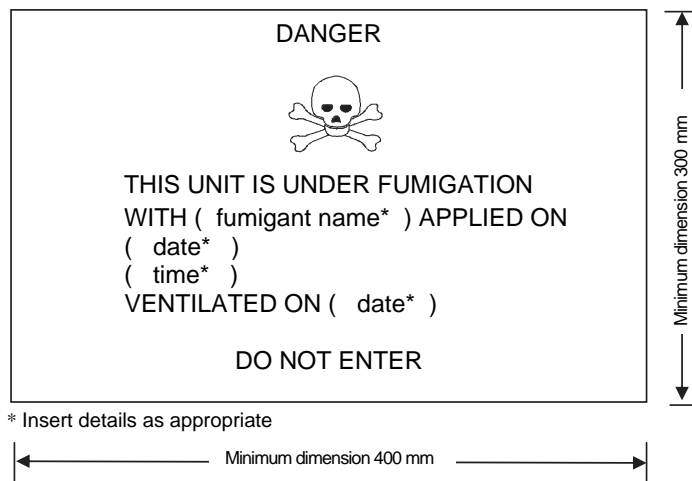 DANGER
THIS UNIT IS UNDER FUMIGATION
WITH ( fumigant name* ) APPLIED ON
( date* )
( time* )
VENTILATED ON ( date* )
DO NOT ENTER
Minimum dimension 300 mm
* Insert details as appropriate
Minimum dimension 400 mm